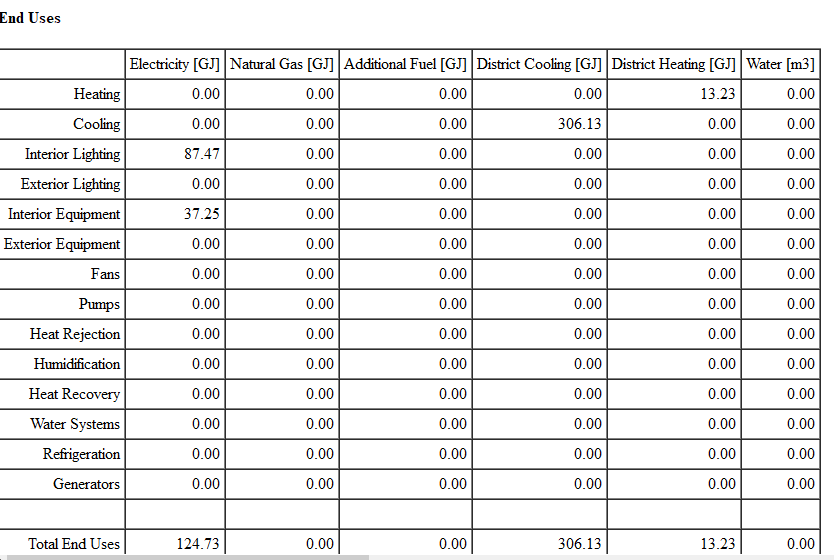 End Uses
Electricity [GJ] Natural Gas [GJ] Additional Fuel [GJ] District Cooling [GJ] District Heating [GJ] Water [m3]
Heating 0.00 0.00 0.00 0.00 13.23 0.00
Cooling 0.00 0.00 0.00 306.13 0.00 0.00
Interior Lighting 87.47 0.00 0.00 0.00 0.00 0.00
Exterior Lighting 0.00 0.00 0.00 0.00 0.00 0.00
Interior Equipment 37.25 0.00 0.00 0.00 0.00 0.00
Exterior Equipment 0.00 0.00 0.00 0.00 0.00 0.00
Fans 0.00 0.00 0.00 0.00 0.00 0.00
Pumps 0.00 0.00 0.00 0.00 0.00 0.00
Heat Rejection 0.00 0.00 0.00 0.00 0.00 0.00
Humidification 0.00 0.00 0.00 0.00 0.00 0.00
Heat Recovery 0.00 0.00 0.00 0.00 0.00 0.00
Water Systems 0.00 0.00 0.00 0.00 0.00 0.00
Refrigeration 0.00 0.00 0.00 0.00 0.00 0.00
Generators 0.00 0.00 0.00 0.00 0.00 0.00
Total End Uses 124.73 0.00 0.00 306.13 13.23 0.00